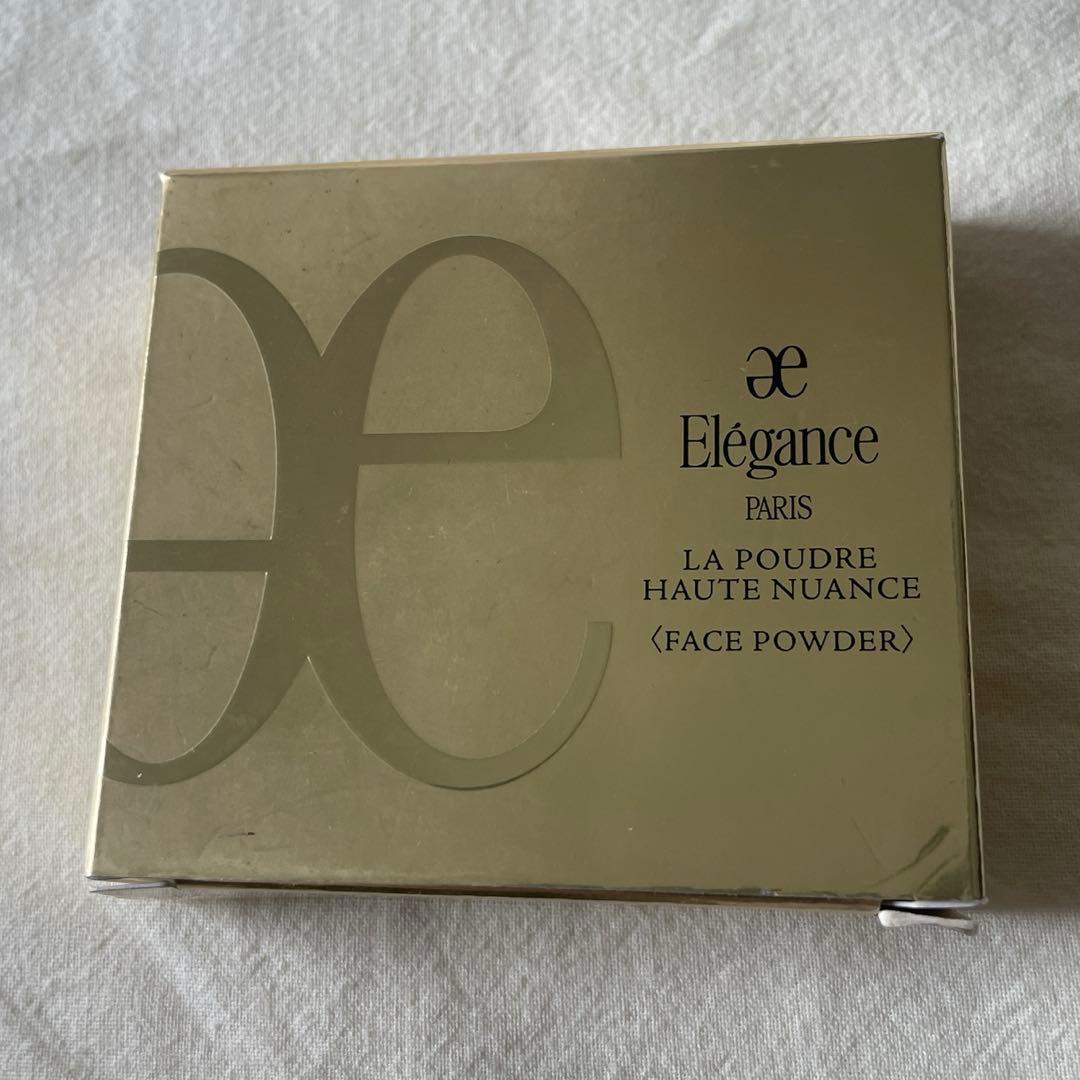 Elégance
PARIS
LA POUDRE
HAUTE NUANCE
〈FACE POWDER〉